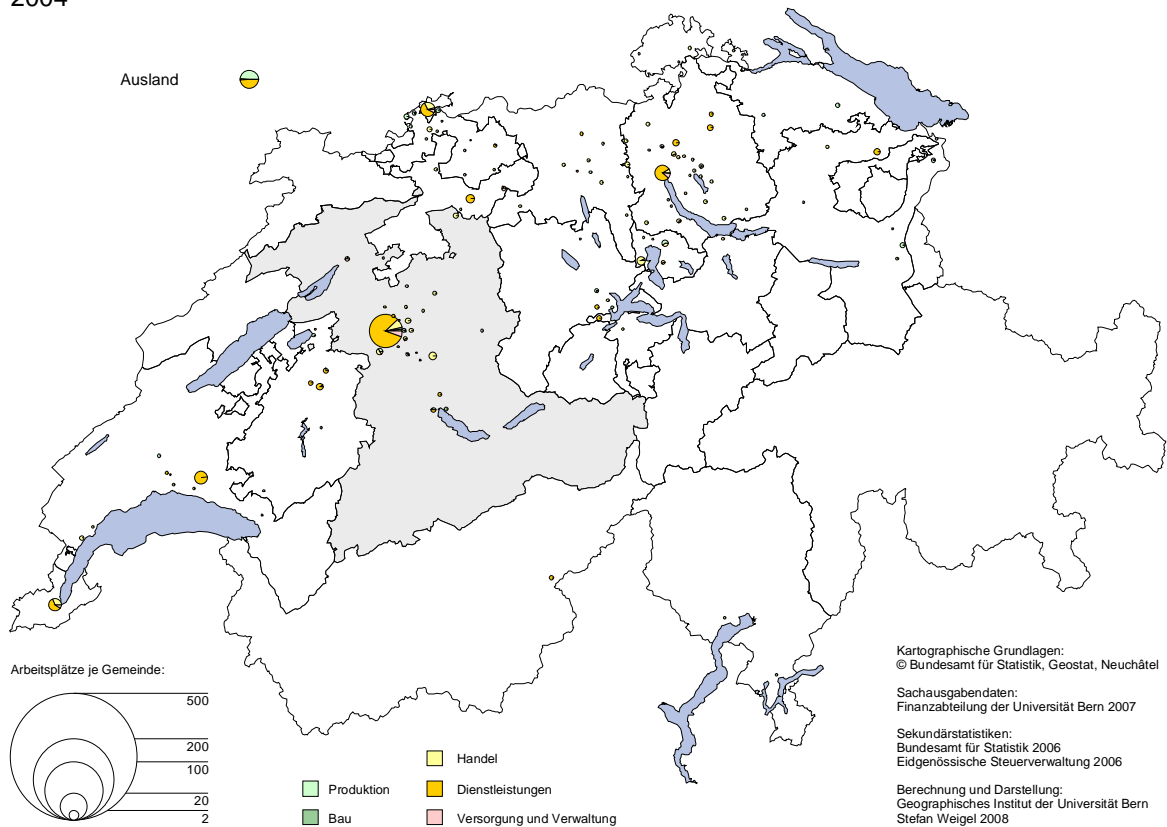 2004
Ausland
Arbeitsplätze je Gemeinde:
500
200
100
20
2
Produktion
Bau
Handel
Dienstleistungen
Versorgung und Verwaltung
Kartographische Grundlagen:
© Bundesamt für Statistik, Geostat, Neuchâtel
Sachausgabendaten:
Finanzabteilung der Universität Bern 2007
Sekundärstatistiken:
Bundesamt für Statistik 2006
Eidgenössische Steuerverwaltung 2006
Berechnung und Darstellung:
Geographisches Institut der Universität Bern
Stefan Weigel 2008